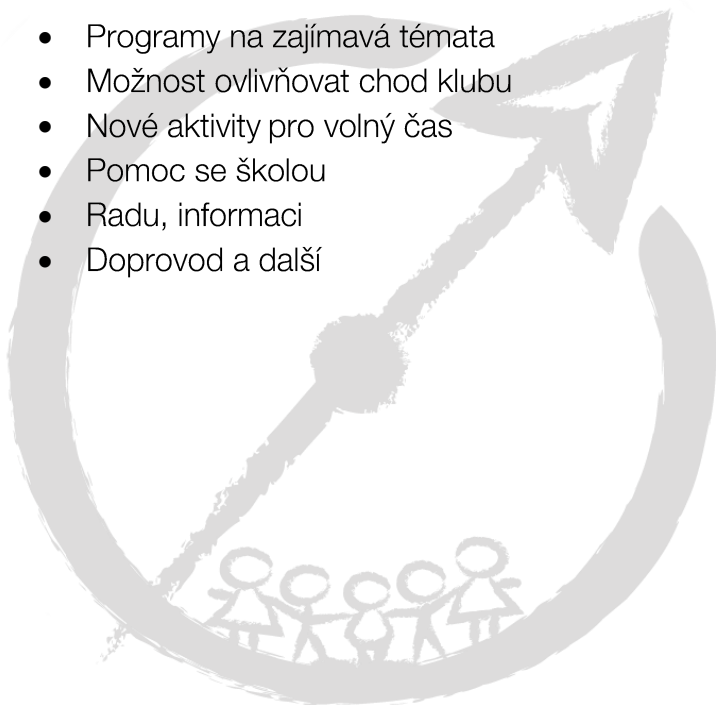 • Programy na zajímavá témata
• Možnost ovlivňovat chod klubu
• Nové aktivity pro volný čas
• Pomoc se školou
• Radu, informaci
• Doprovod a další